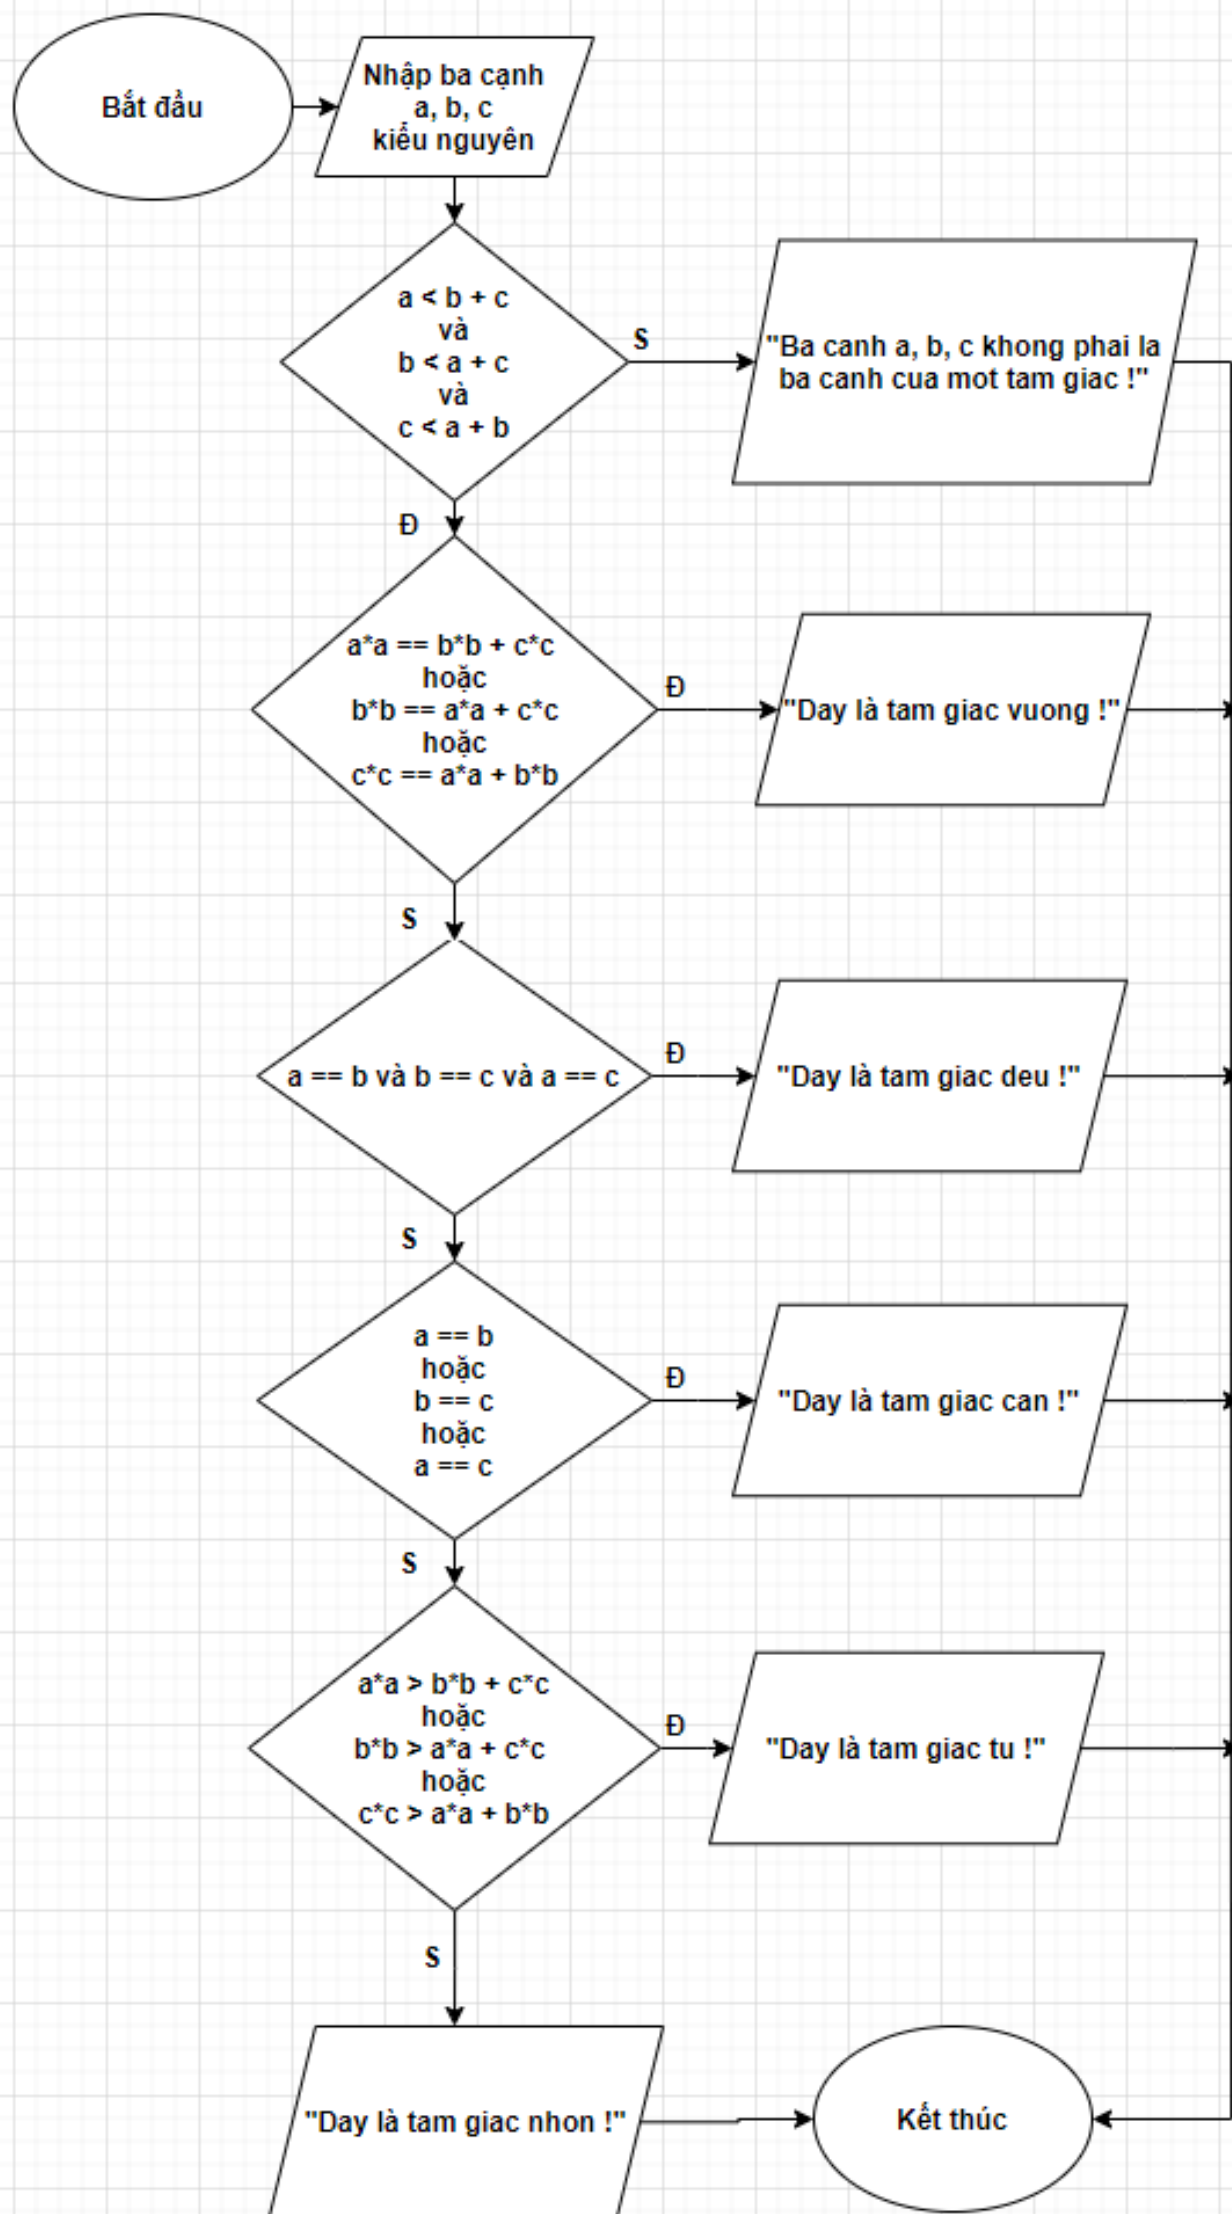 Bắt đầu
Nhập ba cạnh
a, b, c
kiểu nguyên
a < b + c
và
b < a + c
và
c < a + b
S
"Ba canh a, b, c khong phai la
ba canh cua mot tam giac !"
Đ
a*a == b*b + c*c
hoặc
b*b == a*a + c*c
hoặc
c*c == a*a + b*b
Đ
"Day là tam giac vuong !"
S
a == b và b == c và a == c
Đ
"Day là tam giac deu !"
S
a == b
hoặc
b == c
hoặc
a == c
Đ
"Day là tam giac can !"
S
a*a > b*b + c*c
hoặc
b*b > a*a + c*c
hoặc
c*c > a*a + b*b
Đ
"Day là tam giac tu !"
S
"Day là tam giac nhon !"
Kết thúc